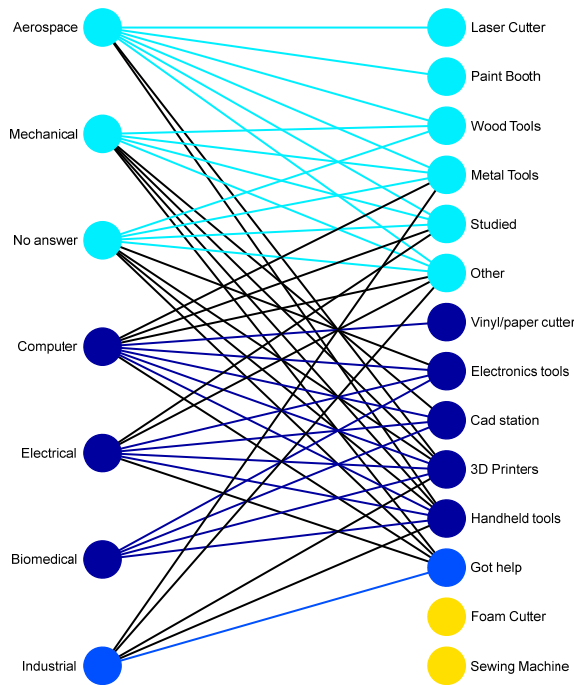 Aerospace
Mechanical
No answer
Computer
Electrical
Biomedical
Industrial
Laser Cutter
Paint Booth
Wood Tools
Metal Tools
Studied
Other
Vinyl/paper cutter
Electronics tools
Cad station
3D Printers
Handheld tools
Got help
Foam Cutter
Sewing Machine